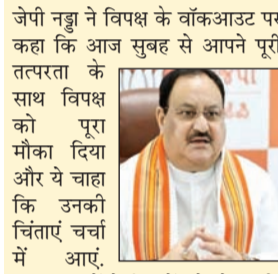 जेपी नड्डा ने विपक्ष के वॉकआउट पर
कहा कि आज सुबह से आपने पूरी
तत्परता के
साथ विपक्ष
को पूरा
मौका दिया
और ये चाहा
कि उनकी
चिंताएं चर्चा
में आएं.